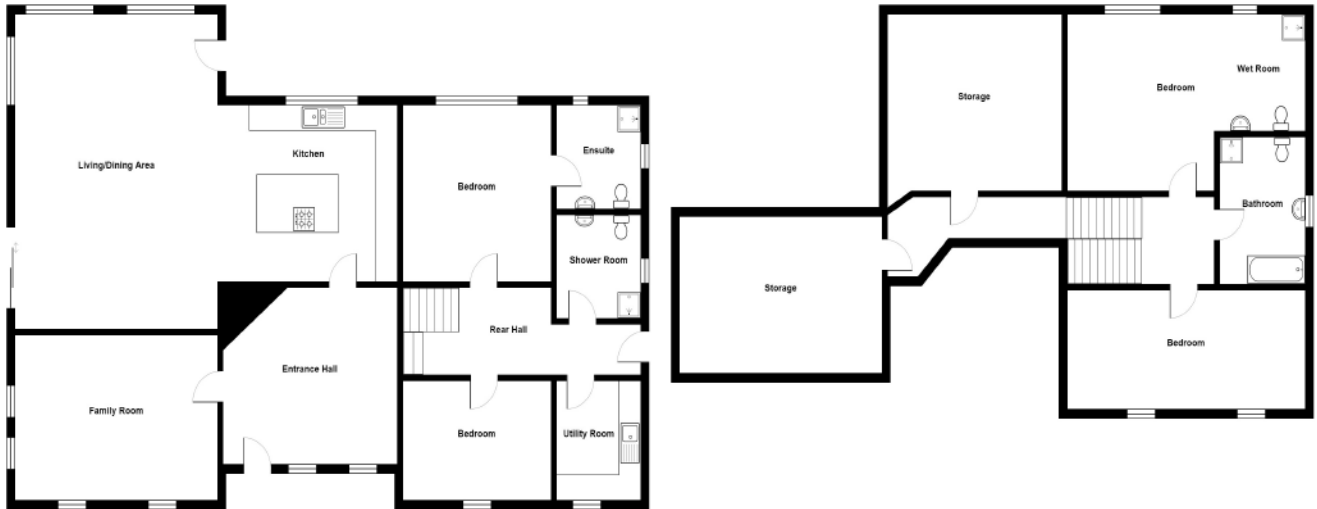 Living/Dining Area
Kitchen
Bedroom
Ensuite
Shower Room
Rear Hall
Entrance Hall
Family Room
Bedroom
Utility Room
Storage
Bedroom
Wet Room
Bathroom
Storage
Bedroom